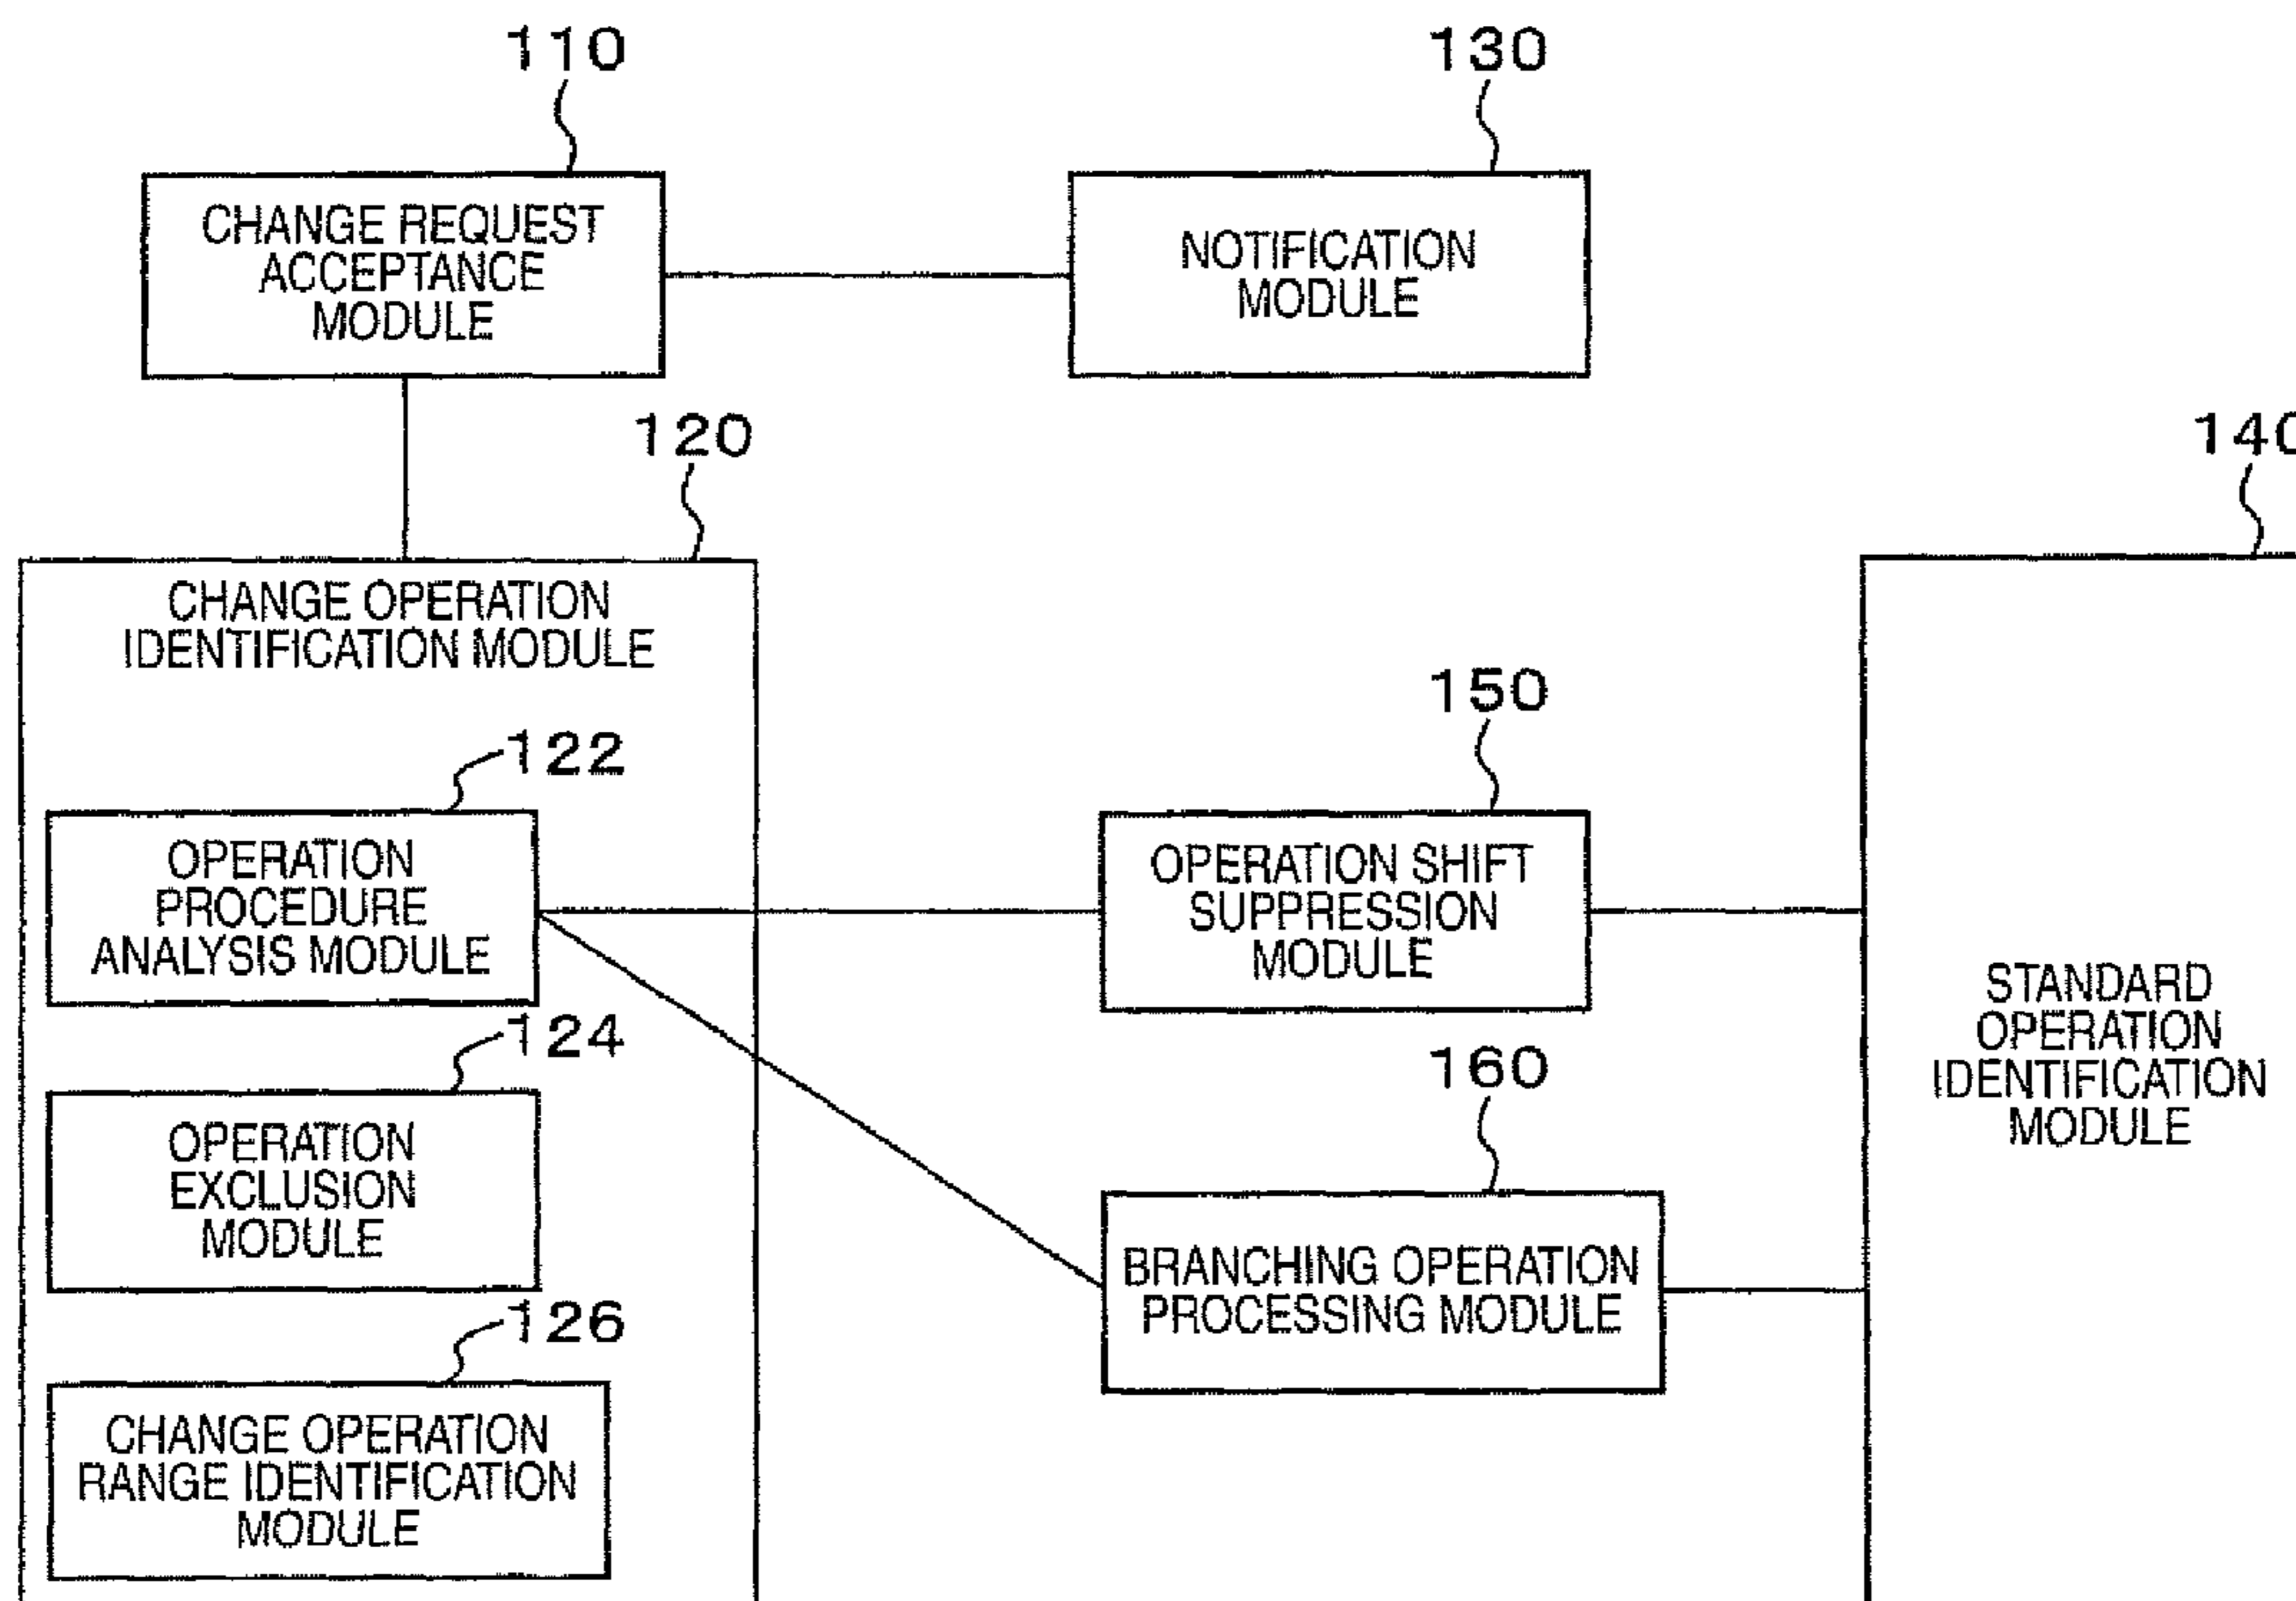 110
CHANGE REQUEST
ACCEPTANCE
MODULE
130
NOTIFICATION
MODULE
120
CHANGE OPERATION
IDENTIFICATION MODULE
122
OPERATION
PROCEDURE
ANALYSIS MODULE
124
OPERATION
EXCLUSION
MODULE
126
CHANGE OPERATION
RANGE IDENTIFICATION
MODULE
150
OPERATION SHIFT
SUPPRESSION
MODULE
160
BRANCHING OPERATION
PROCESSING MODULE
140
STANDARD
OPERATION
IDENTIFICATION
MODULE